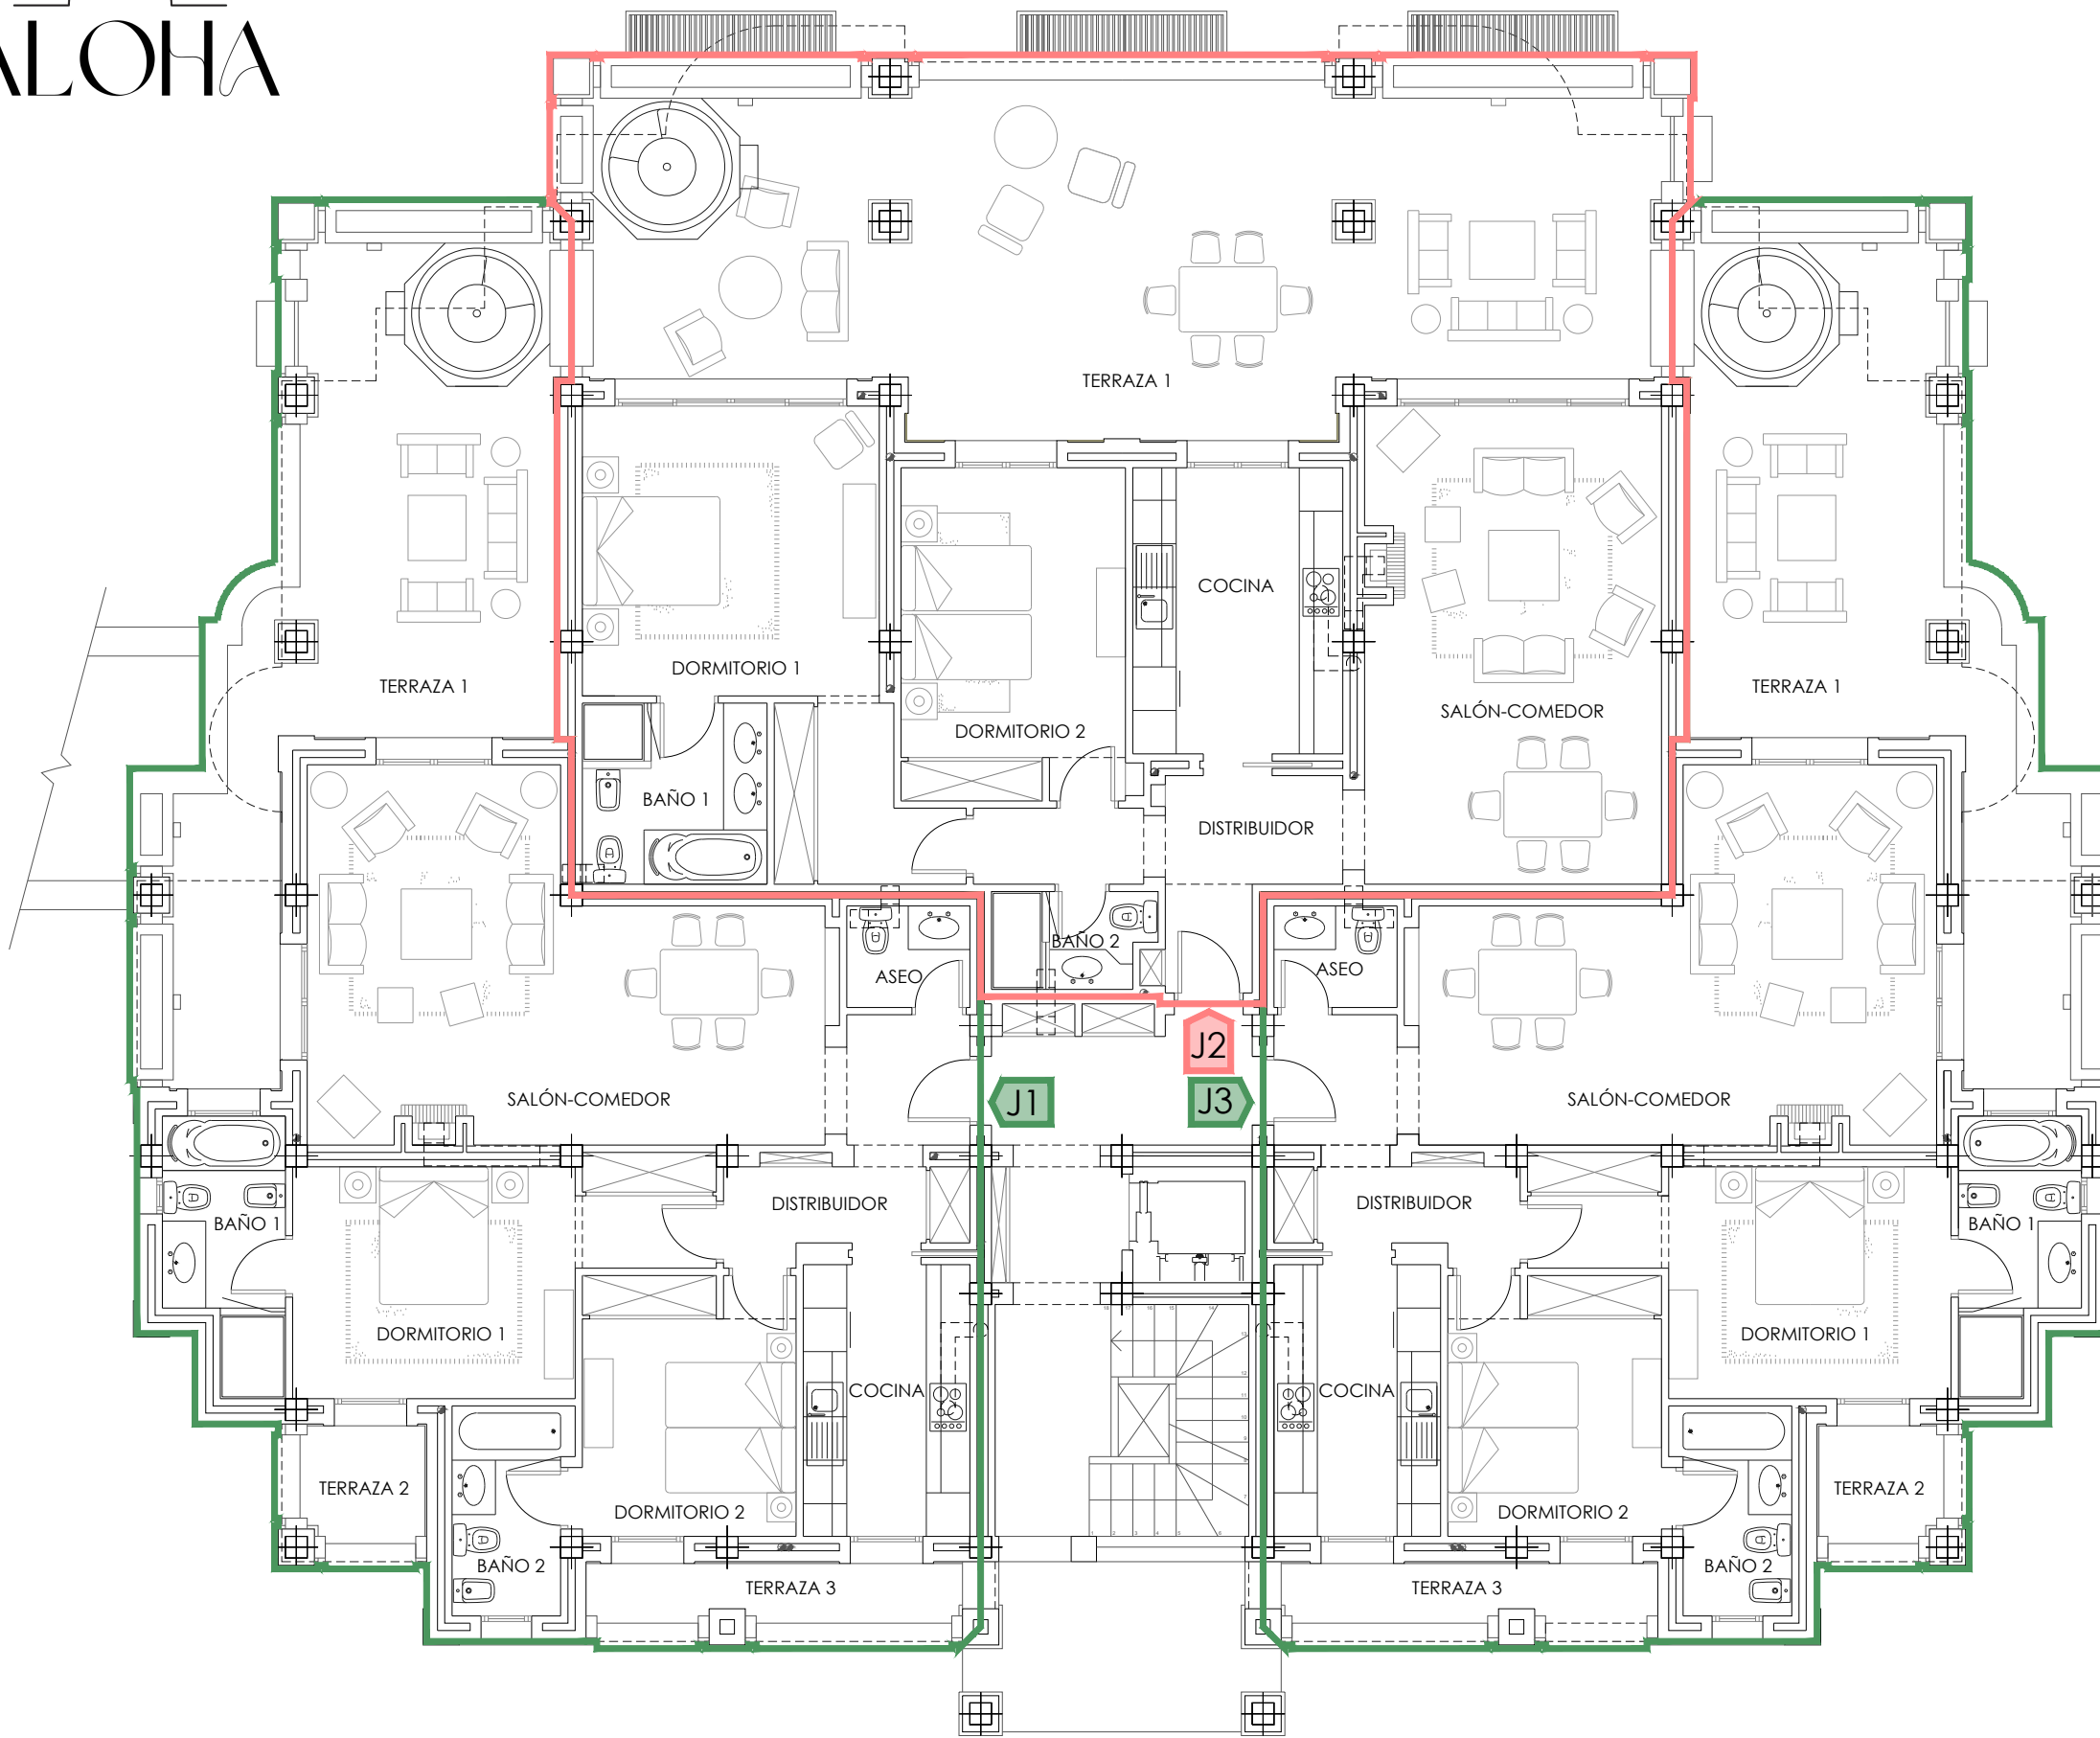 ALOHA
TERRAZA 1
COCINA
DORMITORIO 1
TERRAZA 1
TERRAZA 1
SALÓN-COMEDOR
DORMITORIO 2
BAÑO 1
DISTRIBUIDOR
BAÑO 2
ASEO
ASEO
J2
J1
J3
SALÓN-COMEDOR
SALÓN-COMEDOR
DISTRIBUIDOR
DISTRIBUIDOR
BAÑO 1
BAÑO 1
DORMITORIO 1
DORMITORIO 1
COCINA
COCINA
TERRAZA 2
TERRAZA 2
DORMITORIO 2
DORMITORIO 2
BAÑO 2
BAÑO 2
TERRAZA 3
TERRAZA 3